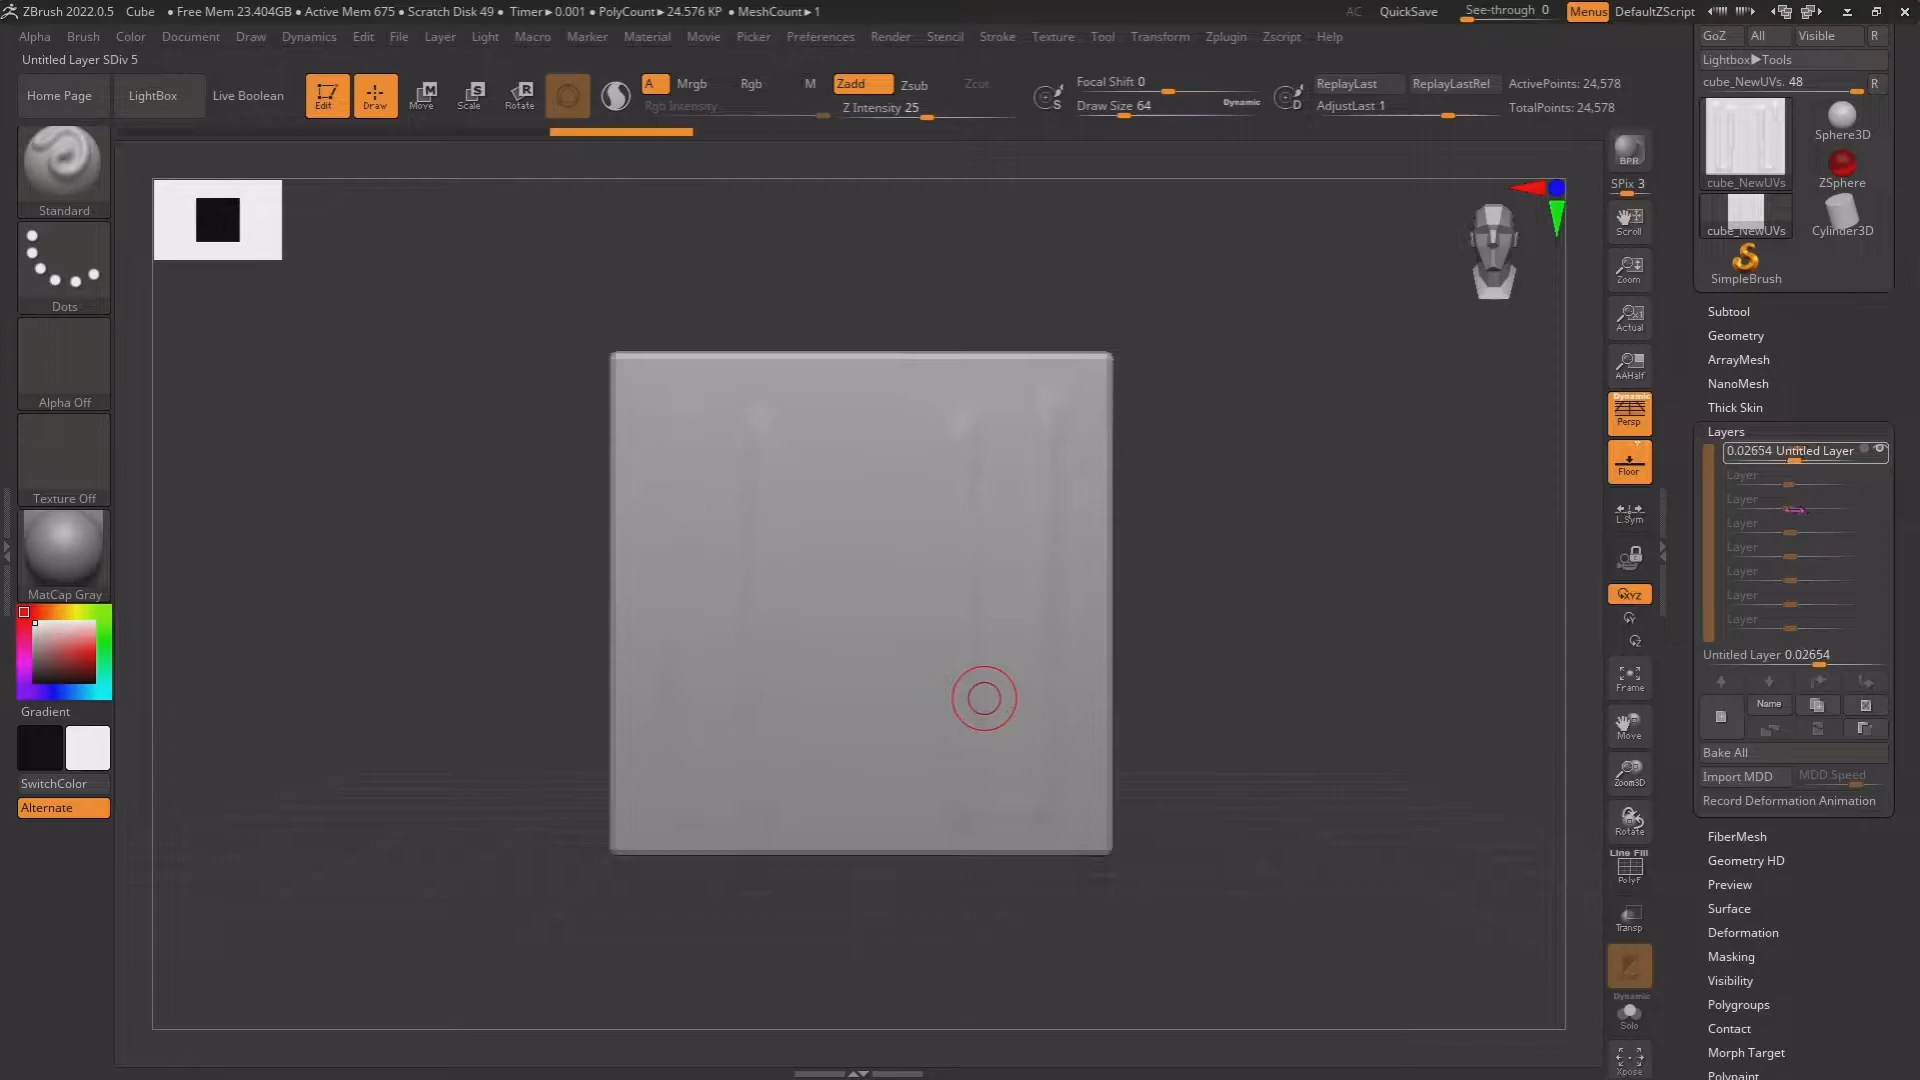 ZBrush 2022.0.5 Cube • Free Mem 23.404GB • Active Mem 675 • Scratch Disk 49 • Timer▸0.001 • PolyCount▸24.576 KP • MeshCount▸1 AC QuickSave See-through 0 Menus DefaultZScript
Alpha Brush Color Document Draw Dynamics Edit File Layer Light Macro Marker Material Movie Picker Preferences Render Stencil Stroke Texture Tool Transform Zplugin Zscript Help
Untitled Layer SDiv 5
Home Page LightBox Live Boolean
Edit Draw Move Scale Rotate
A Mrgb Rgb M Zadd Zsub Zcut
Rgb Intensity Z Intensity 25
Focal Shift 0
Draw Size 64 Dynamic
S D
ReplayLast ReplayLastRel ActivePoints: 24,578
AdjustLast 1 TotalPoints: 24,578
Standard
Dots
Alpha Off
Texture Off
MatCap Gray
Gradient
SwitchColor
Alternate
BPR
SPix 3
Scroll
Zoom
Actual
AAHalf
Dynamic
Persp
Floor
L.Sym
XYZ
Y
Z
Frame
Move
Zoom3D
Rotate
Line Fill
PolyF
Transp
Dynamic
Solo
Xpose
GoZ All Visible R
Lightbox▸Tools
cube_NewUVs. 48 R
cube_NewUVs Sphere3D
ZSphere
cube_NewUVs Cylinder3D
SimpleBrush
Subtool
Geometry
ArrayMesh
NanoMesh
Thick Skin
Layers
0.02654 Untitled Layer
Layer
Layer
Layer
Layer
Layer
Layer
Layer
Untitled Layer 0.02654
Name
Bake All
Import MDD MDD Speed
Record Deformation Animation
FiberMesh
Geometry HD
Preview
Surface
Deformation
Masking
Visibility
Polygroups
Contact
Morph Target
Polypaint